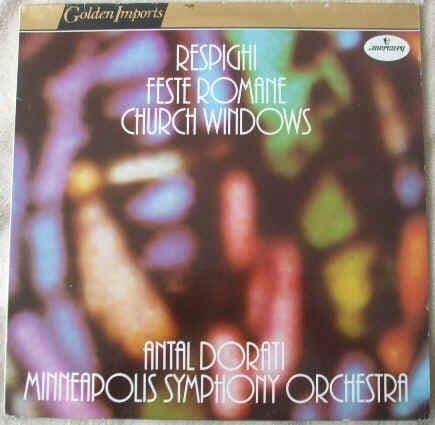 Golden Imports
mercury
RESPIGHI
FESTE ROMANE
CHURCH WINDOWS
ANTAL DORATI
MINNEAPOLIS SYMPHONY ORCHESTRA